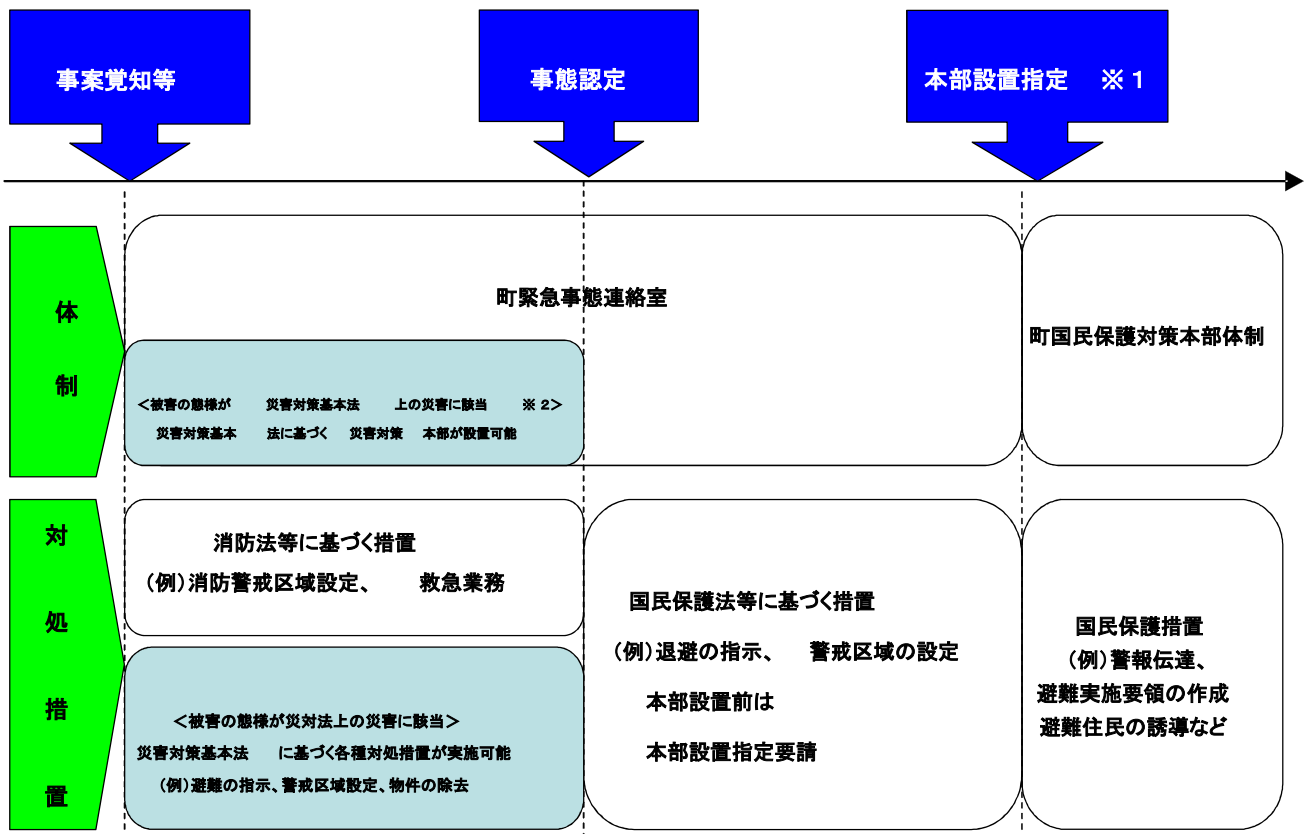 事案覚知等
事態認定
本部設置指定 ※1
体制
町緊急事態連絡室
<被害の態様が 災害対策基本法 上の災害に該当 ※2>
災害対策基本 法に基づく 災害対策 本部が設置可能
町国民保護対策本部体制
対処措置
消防法等に基づく措置
(例)消防警戒区域設定、 救急業務
<被害の態様が災対法上の災害に該当>
災害対策基本法 に基づく各種対処措置が実施可能
(例)避難の指示、警戒区域設定、物件の除去
国民保護法等に基づく措置
(例)退避の指示、 警戒区域の設定
本部設置前は
本部設置指定要請
国民保護措置
(例)警報伝達、
避難実施要領の作成
避難住民の誘導など